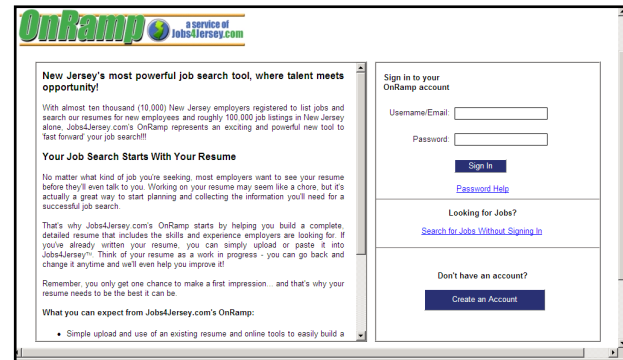 OnRamp
a service of
Jobs4Jersey.com
New Jersey's most powerful job search tool, where talent meets
opportunity!
With almost ten thousand (10,000) New Jersey employers registered to list jobs and
search our resumes for new employees and roughly 100,000 job listings in New Jersey
alone, Jobs4Jersey.com's OnRamp represents an exciting and powerful new tool to
'fast forward' your job search!!!
Your Job Search Starts With Your Resume
No matter what kind of job you're seeking, most employers want to see your resume
before they'll even talk to you. Working on your resume may seem like a chore, but it's
actually a great way to start planning and collecting the information you'll need for a
successful job search.
That's why Jobs4Jersey.com's OnRamp starts by helping you build a complete,
detailed resume that includes the skills and experience employers are looking for. If
you've already written your resume, you can simply upload or paste it into
Jobs4Jersey™. Think of your resume as a work in progress - you can go back and
change it anytime and we'll even help you improve it!
Remember, you only get one chance to make a first impression... and that's why your
resume needs to be the best it can be.
What you can expect from Jobs4Jersey.com's OnRamp:
• Simple upload and use of an existing resume and online tools to easily build a
Sign in to your
OnRamp account
Username/Email:
Password:
Sign In
Password Help
Looking for Jobs?
Search for Jobs Without Signing In
Don't have an account?
Create an Account